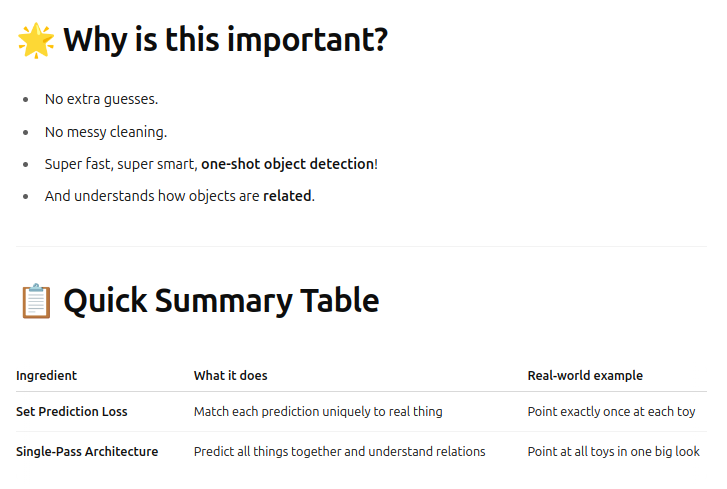 🌟 Why is this important?
• No extra guesses.
• No messy cleaning.
• Super fast, super smart, one-shot object detection!
• And understands how objects are related.
📋 Quick Summary Table
Ingredient What it does Real-world example
Set Prediction Loss Match each prediction uniquely to real thing Point exactly once at each toy
Single-Pass Architecture Predict all things together and understand relations Point at all toys in one big look